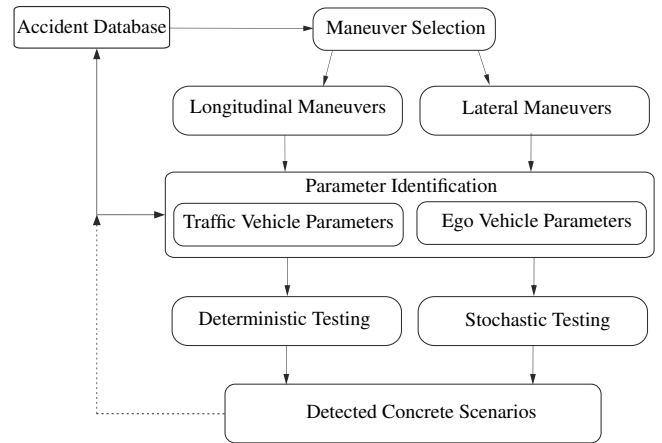 Accident Database
Maneuver Selection
Longitudinal Maneuvers
Lateral Maneuvers
Parameter Identification
Traffic Vehicle Parameters
Ego Vehicle Parameters
Deterministic Testing
Stochastic Testing
Detected Concrete Scenarios